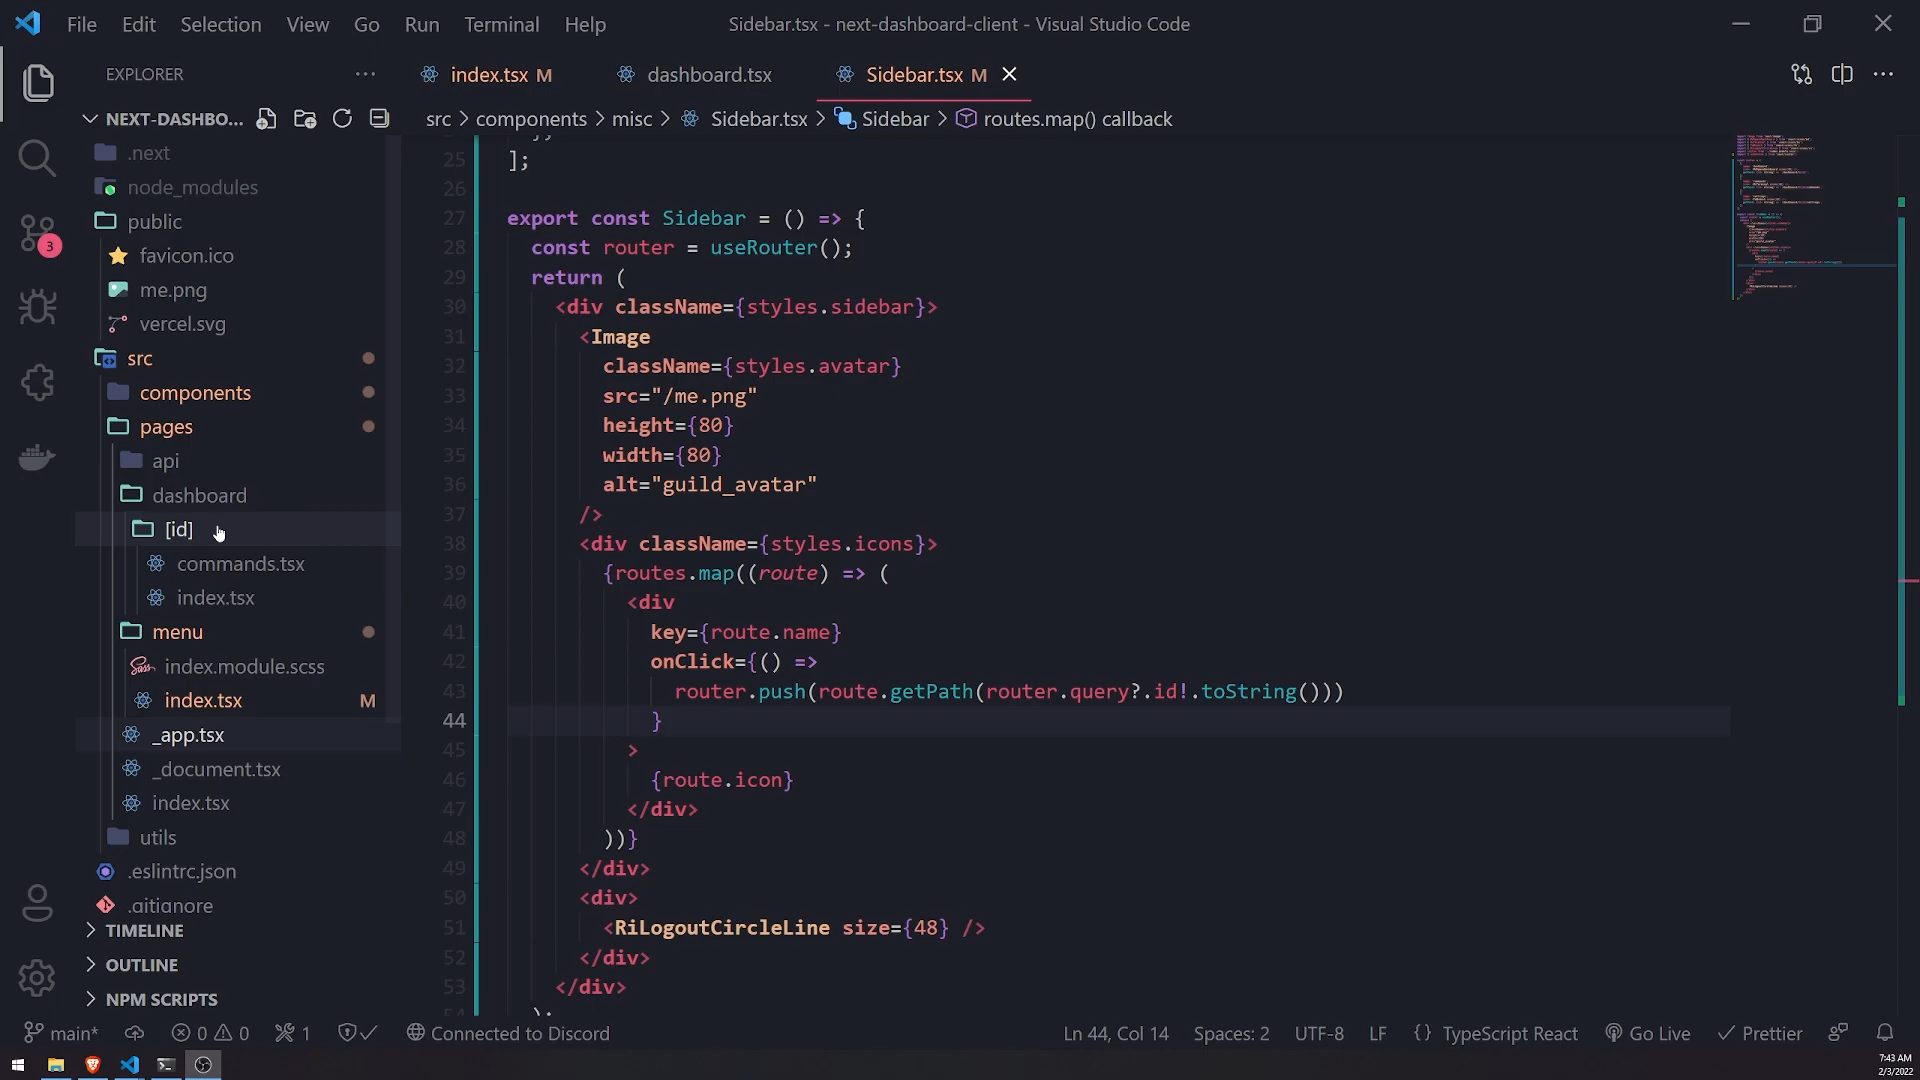 File Edit Selection View Go Run Terminal Help
Sidebar.tsx - next-dashboard-client - Visual Studio Code
EXPLORER
index.tsx M
dashboard.tsx
Sidebar.tsx M
NEXT-DASHBO...
src > components > misc > Sidebar.tsx > Sidebar > routes.map() callback
.next
node_modules
public
favicon.ico
me.png
vercel.svg
src
components
pages
api
dashboard
[id]
commands.tsx
index.tsx
menu
index.module.scss
index.tsx M
_app.tsx
_document.tsx
index.tsx
utils
.eslintrc.json
.gitignore
TIMELINE
OUTLINE
NPM SCRIPTS
3
25 ];
26
27 export const Sidebar = () => {
28 const router = useRouter();
29 return (
30 <div className={styles.sidebar}>
31 <Image
32 className={styles.avatar}
33 src="/me.png"
34 height={80}
35 width={80}
36 alt="guild_avatar"
37 />
38 <div className={styles.icons}>
39 {routes.map((route) => (
40 <div
41 key={route.name}
42 onClick={() =>
43 router.push(route.getPath(router.query?.id!.toString()))
44 }
45 >
46 {route.icon}
47 </div>
48 ))}
49 </div>
50 <div>
51 <RiLogoutCircleLine size={48} />
52 </div>
53 </div>
54 );
main* 0 0 1 Connected to Discord
Ln 44, Col 14 Spaces: 2 UTF-8 LF {} TypeScript React Go Live Prettier
7:43 AM
2/3/2022